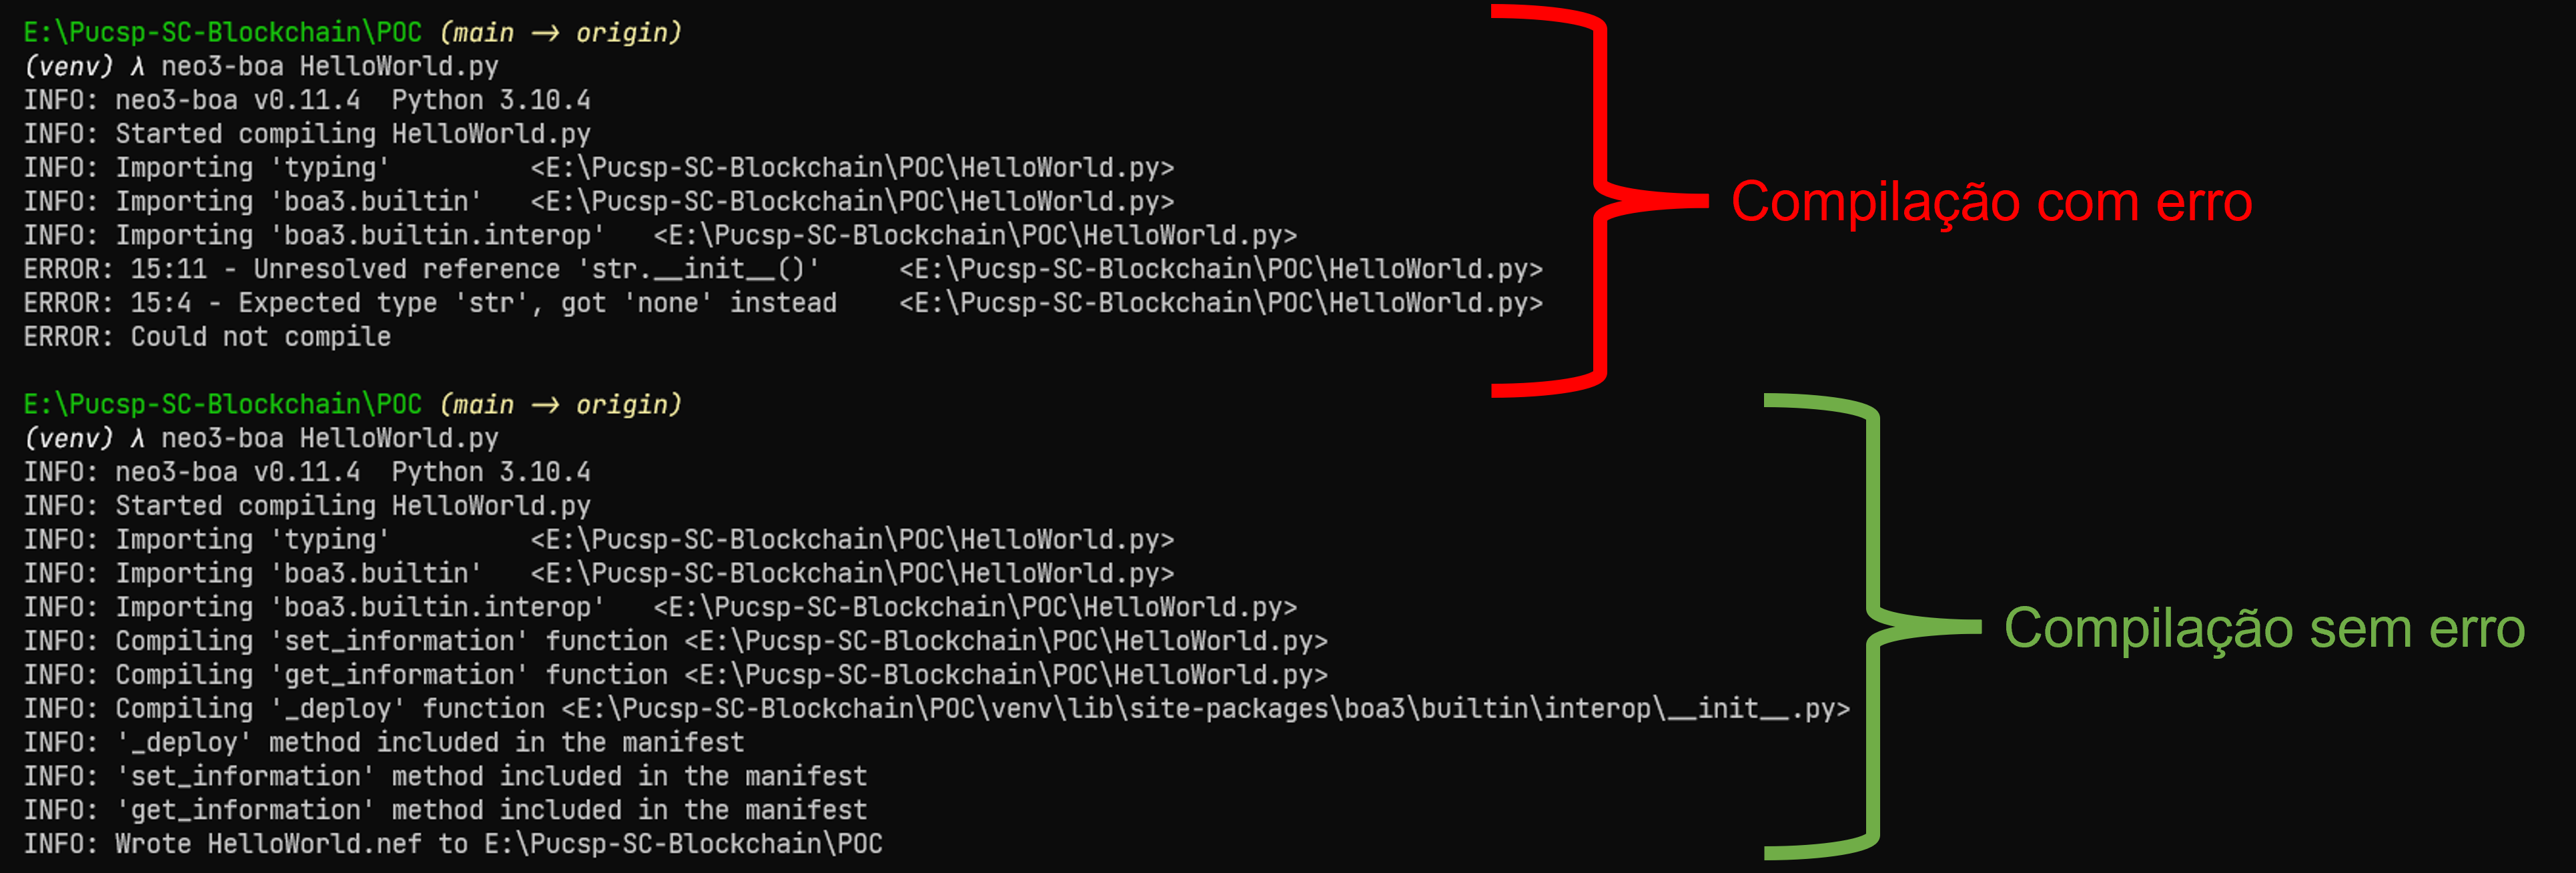 E:\Pucsp-SC-Blockchain\POC (main → origin)
(venv) λ neo3-boa HelloWorld.py
INFO: neo3-boa v0.11.4  Python 3.10.4
INFO: Started compiling HelloWorld.py
INFO: Importing 'typing'         <E:\Pucsp-SC-Blockchain\POC\HelloWorld.py>
INFO: Importing 'boa3.builtin'   <E:\Pucsp-SC-Blockchain\POC\HelloWorld.py>
INFO: Importing 'boa3.builtin.interop'   <E:\Pucsp-SC-Blockchain\POC\HelloWorld.py>
ERROR: 15:11 - Unresolved reference 'str.__init__()'     <E:\Pucsp-SC-Blockchain\POC\HelloWorld.py>
ERROR: 15:4 - Expected type 'str', got 'none' instead    <E:\Pucsp-SC-Blockchain\POC\HelloWorld.py>
ERROR: Could not compile
Compilação com erro
E:\Pucsp-SC-Blockchain\POC (main → origin)
(venv) λ neo3-boa HelloWorld.py
INFO: neo3-boa v0.11.4  Python 3.10.4
INFO: Started compiling HelloWorld.py
INFO: Importing 'typing'         <E:\Pucsp-SC-Blockchain\POC\HelloWorld.py>
INFO: Importing 'boa3.builtin'   <E:\Pucsp-SC-Blockchain\POC\HelloWorld.py>
INFO: Importing 'boa3.builtin.interop'   <E:\Pucsp-SC-Blockchain\POC\HelloWorld.py>
INFO: Compiling 'set_information' function <E:\Pucsp-SC-Blockchain\POC\HelloWorld.py>
INFO: Compiling 'get_information' function <E:\Pucsp-SC-Blockchain\POC\HelloWorld.py>
INFO: Compiling '_deploy' function <E:\Pucsp-SC-Blockchain\POC\venv\lib\site-packages\boa3\builtin\interop\__init__.py>
INFO: '_deploy' method included in the manifest
INFO: 'set_information' method included in the manifest
INFO: 'get_information' method included in the manifest
INFO: Wrote HelloWorld.nef to E:\Pucsp-SC-Blockchain\POC
Compilação sem erro